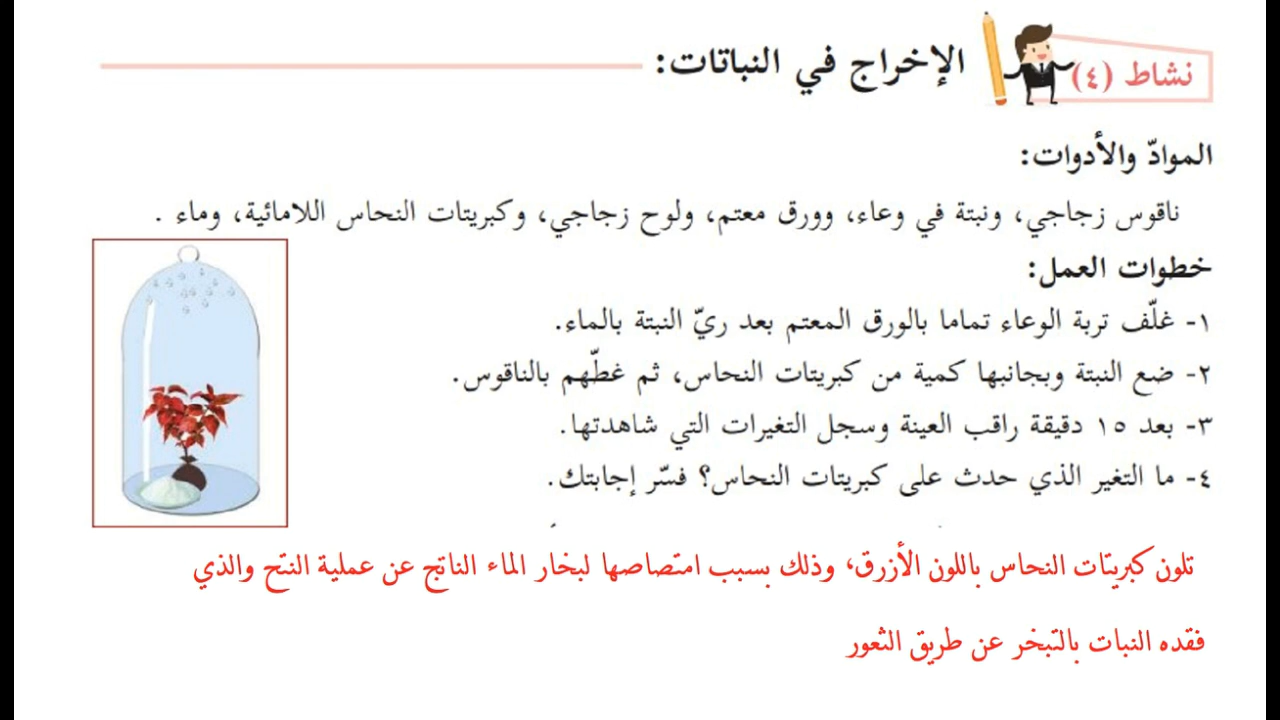 نشاط (٤)
الإخراج في النباتات:
الموادّ والأدوات:
ناقوس زجاجي، ونبتة في وعاء، وورق معتم، ولوح زجاجي، وكبريتات النحاس اللامائية، وماء .
خطوات العمل:
١- غلّف تربة الوعاء تماما بالورق المعتم بعد ريّ النبتة بالماء.
٢- ضع النبتة وبجانبها كمية من كبريتات النحاس، ثم غطّهم بالناقوس.
٣- بعد ١٥ دقيقة راقب العينة وسجل التغيرات التي شاهدتها.
٤- ما التغير الذي حدث على كبريتات النحاس؟ فسّر إجابتك.
تلون كبريتات النحاس باللون الأزرق، وذلك بسبب امتصاصها لبخار الماء الناتج عن عملية النتح والذي
فقده النبات بالتبخر عن طريق الثغور